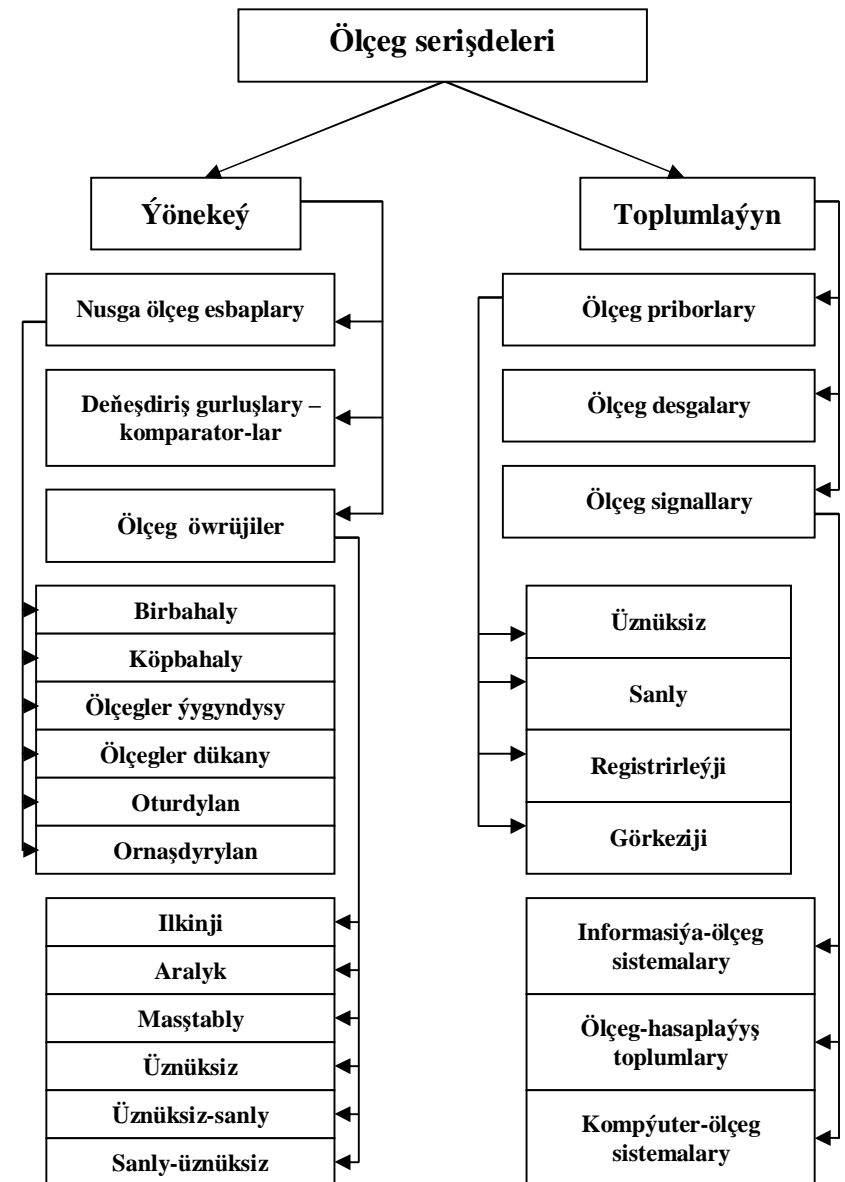 Ölçeg serişdeleri
Ýönekeý
Nusga ölçeg esbaplary
Deňeşdiriş gurluşlary –
komparator-lar
Ölçeg öwrüjiler
Birbahaly
Köpbahaly
Ölçegler ýygyndysy
Ölçegler dükany
Oturdylan
Ornaşdyrylan
Ilkinji
Aralyk
Masştably
Üznüksiz
Üznüksiz-sanly
Sanly-üznüksiz
Toplumlaýyn
Ölçeg priborlary
Ölçeg desgalary
Ölçeg signallary
Üznüksiz
Sanly
Registrirleýji
Görkeziji
Informasiýa-ölçeg
sistemalary
Ölçeg-hasaplaýyş
toplumlary
Kompýuter-ölçeg
sistemalary